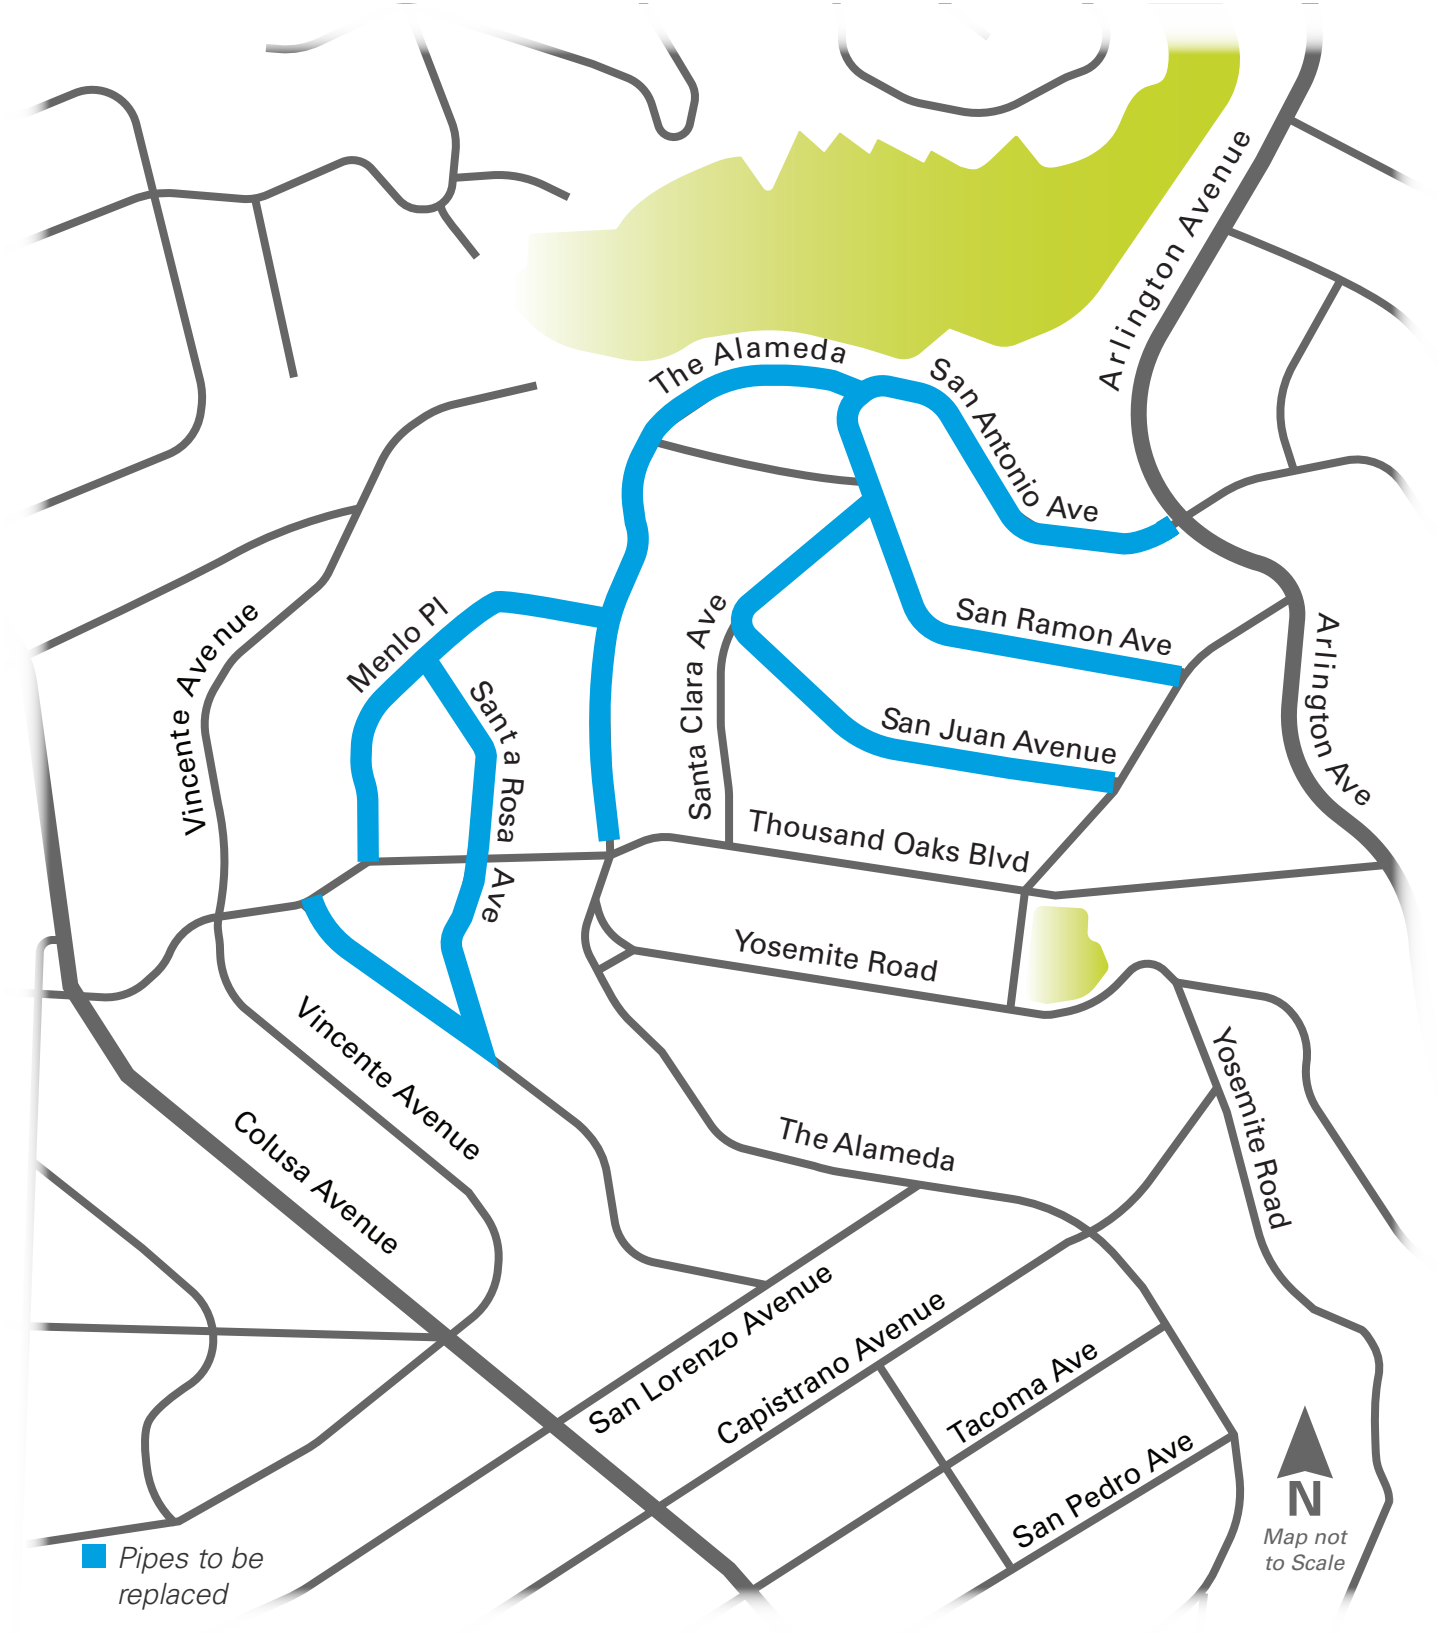 The Alameda
San Antonio Ave
Arlington Avenue
Menlo Pl
Vincente Avenue
Santa Rosa Ave
Santa Clara Ave
San Ramon Ave
San Juan Avenue
Arlington Ave
Thousand Oaks Blvd
Yosemite Road
Vincente Avenue
Colusa Avenue
The Alameda
Yosemite Road
San Lorenzo Avenue
Capistrano Avenue
Tacoma Ave
San Pedro Ave
N
Map not
to Scale
Pipes to be
replaced